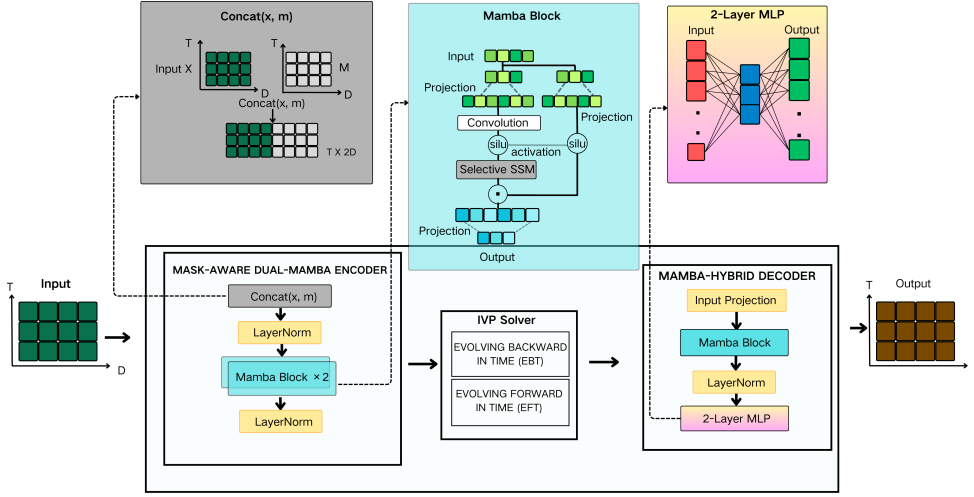 Concat(x, m)
T
T
Input X
M
D
D
Concat(x, m)
T X 2D
Mamba Block
Input
Projection
Projection
Convolution
silu
silu
activation
Selective SSM
Projection
Output
2-Layer MLP
Input
Output
Input
T
D
MASK-AWARE DUAL-MAMBA ENCODER
Concat(x, m)
LayerNorm
Mamba Block ×2
LayerNorm
IVP Solver
EVOLVING BACKWARD
IN TIME (EBT)
EVOLVING FORWARD
IN TIME (EFT)
MAMBA-HYBRID DECODER
Input Projection
Mamba Block
LayerNorm
2-Layer MLP
T
Output
D